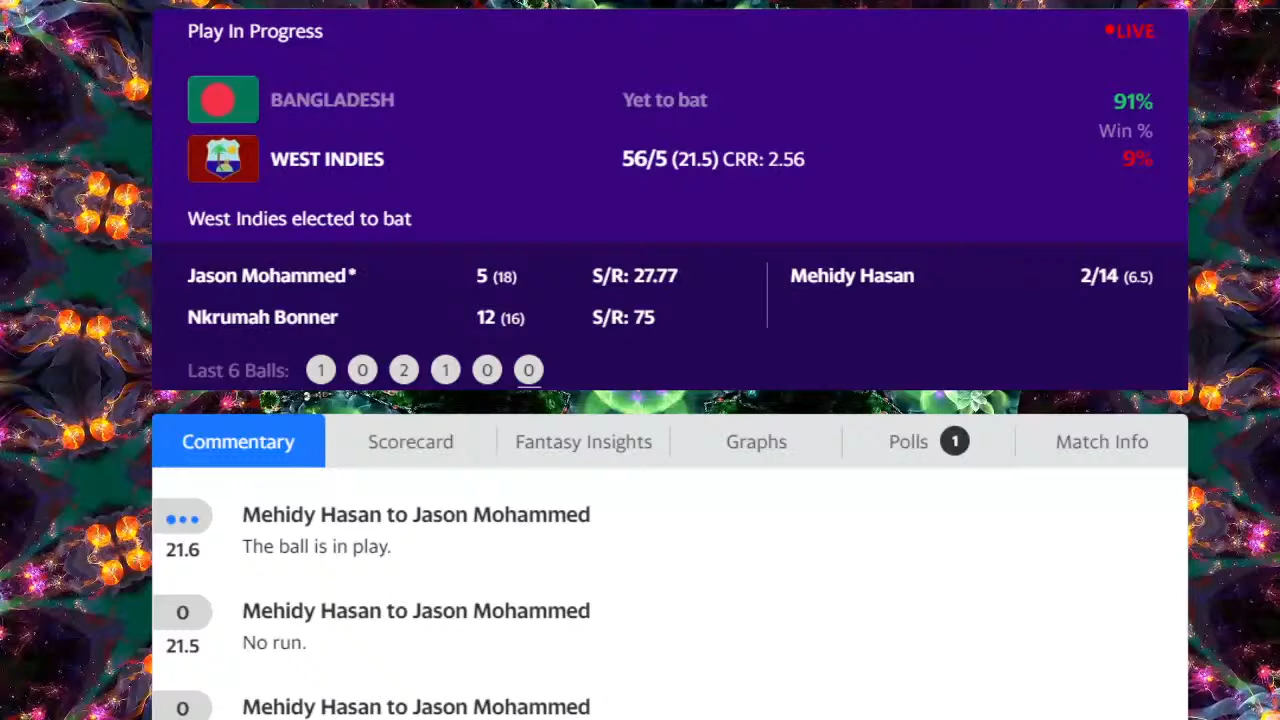 Play In Progress
LIVE
BANGLADESH Yet to bat 91%
Win %
WEST INDIES 56/5 (21.5) CRR: 2.56 9%
West Indies elected to bat
Jason Mohammed* 5 (18) S/R: 27.77 Mehidy Hasan 2/14 (6.5)
Nkrumah Bonner 12 (16) S/R: 75
Last 6 Balls: 1 0 2 1 0 0
Commentary Scorecard Fantasy Insights Graphs Polls 1 Match Info
Mehidy Hasan to Jason Mohammed
21.6 The ball is in play.
0 Mehidy Hasan to Jason Mohammed
21.5 No run.
0 Mehidy Hasan to Jason Mohammed